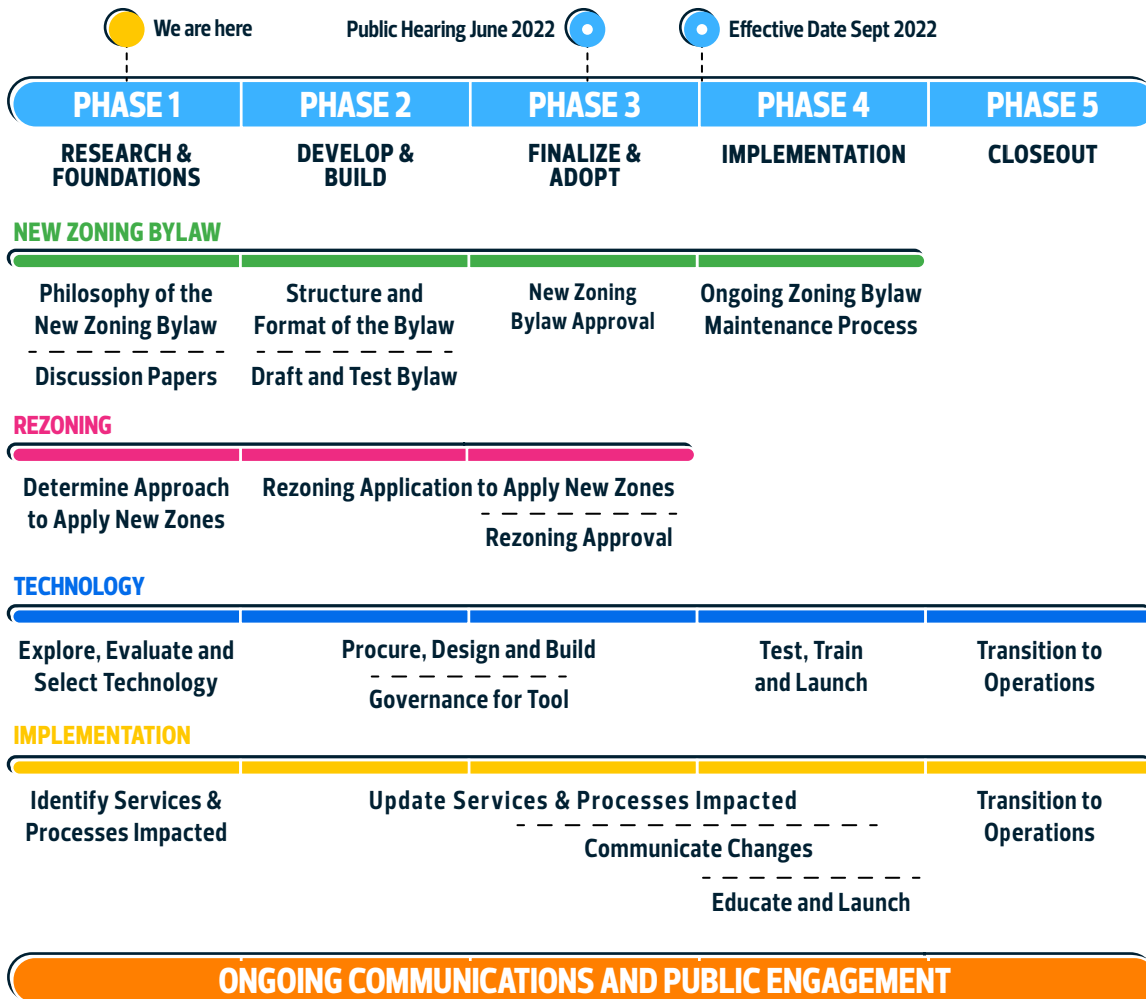 We are here
Public Hearing June 2022
Effective Date Sept 2022
PHASE 1
PHASE 2
PHASE 3
PHASE 4
PHASE 5
RESEARCH &
FOUNDATIONS
DEVELOP &
BUILD
FINALIZE &
ADOPT
IMPLEMENTATION
CLOSEOUT
NEW ZONING BYLAW
Philosophy of the
New Zoning Bylaw
Discussion Papers
Structure and
Format of the Bylaw
Draft and Test Bylaw
New Zoning
Bylaw Approval
Ongoing Zoning Bylaw
Maintenance Process
REZONING
Determine Approach
to Apply New Zones
Rezoning Application to Apply New Zones
Rezoning Approval
TECHNOLOGY
Explore, Evaluate and
Select Technology
Procure, Design and Build
Governance for Tool
Test, Train
and Launch
Transition to
Operations
IMPLEMENTATION
Identify Services &
Processes Impacted
Update Services & Processes Impacted
Communicate Changes
Educate and Launch
Transition to
Operations
ONGOING COMMUNICATIONS AND PUBLIC ENGAGEMENT